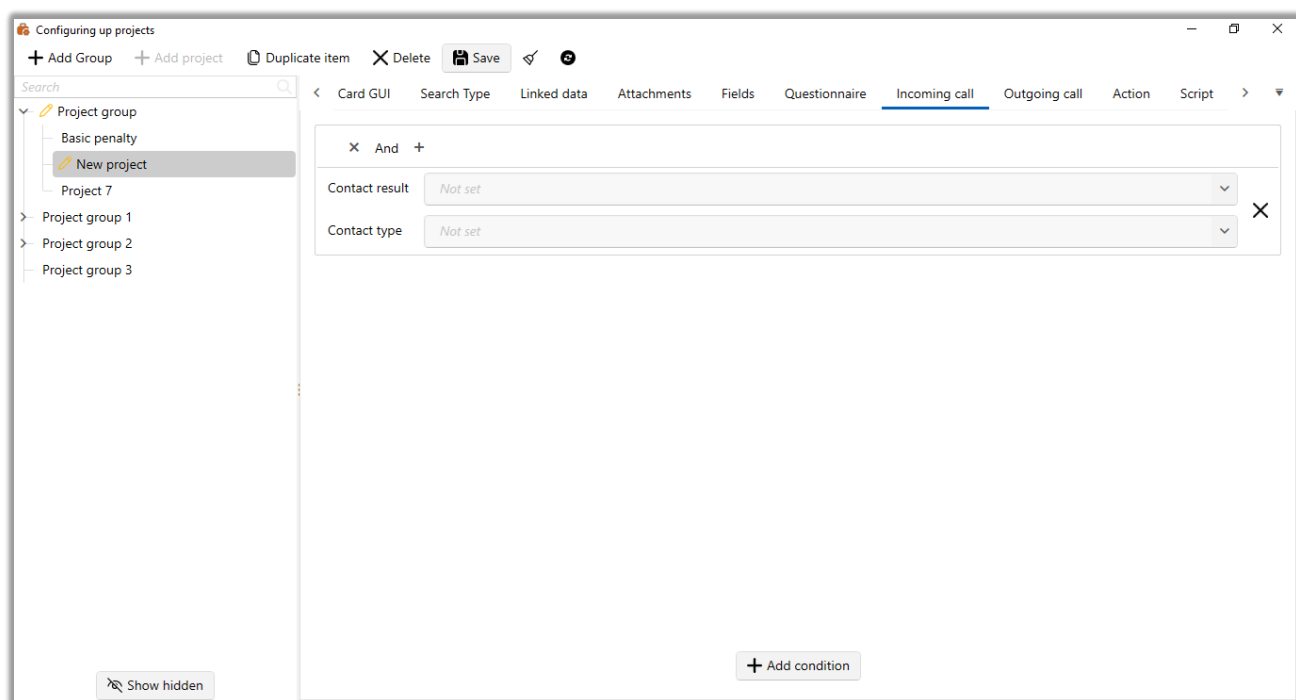 Configuring up projects
Add Group Add project Duplicate item Delete Save
Search
Card GUI Search Type Linked data Attachments Fields Questionnaire Incoming call Outgoing call Action Script
Project group
Basic penalty
New project
Project 7
Project group 1
Project group 2
Project group 3
And
Contact result Not set
Contact type Not set
Add condition
Show hidden